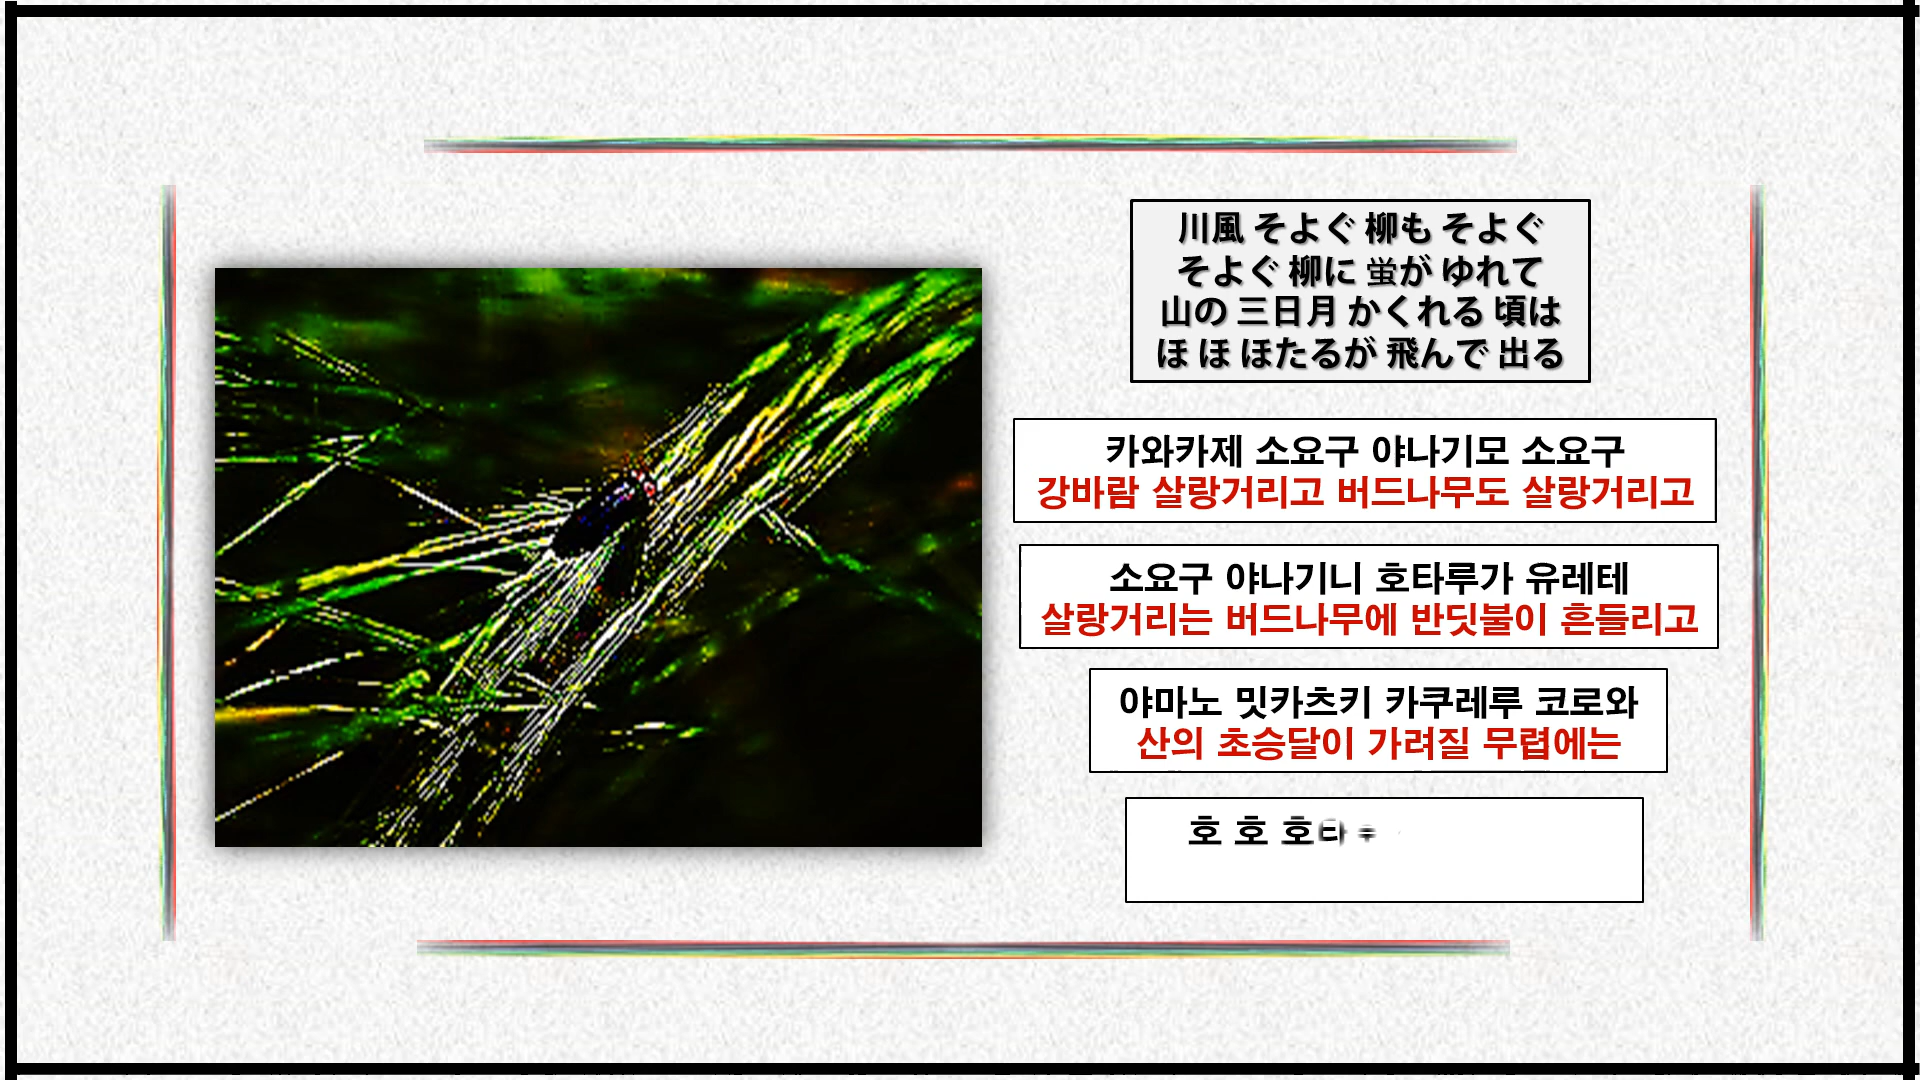 川風 そよぐ 柳も そよぐ
そよぐ 柳に 蛍が ゆれて
山の 三日月 かくれる 頃は
ほ ほ ほたるが 飛んで 出る
카와카제 소요구 야나기모 소요구
강바람 살랑거리고 버드나무도 살랑거리고
소요구 야나기니 호타루가 유레테
살랑거리는 버드나무에 반딧불이 흔들리고
야마노 밋카츠키 카쿠레루 코로와
산의 초승달이 가려질 무렵에는
호 호